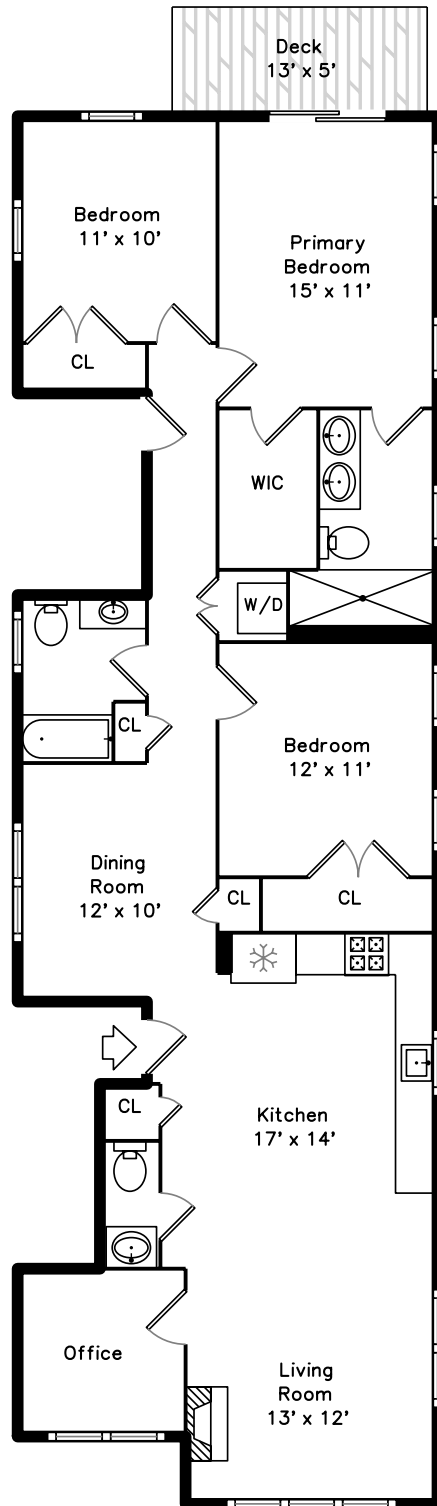 Deck
13' x 5'
Bedroom
11' x 10'
Primary
Bedroom
15' x 11'
CL
WIC
W/D
CL
Bedroom
12' x 11'
Dining
Room
12' x 10'
CL
CL
CL
Kitchen
17' x 14'
Office
Living
Room
13' x 12'